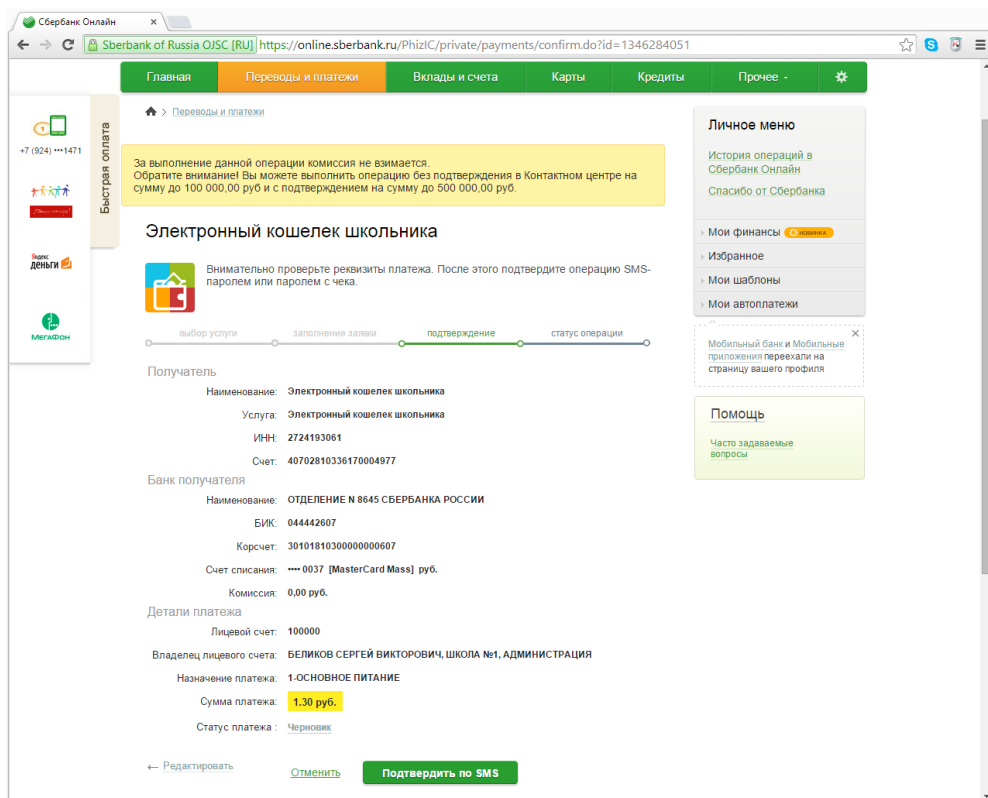 Сбербанк Онлайн
Sberbank of Russia OJSC [RU] https://online.sberbank.ru/PhizIC/private/payments/confirm.do?id=1346284051
Главная Переводы и платежи Вклады и счета Карты Кредиты Прочее
Переводы и платежи
+7 (924) •••1471
Быстрая оплата
Яндекс
деньги
МЕГАФОН
За выполнение данной операции комиссия не взимается.
Обратите внимание! Вы можете выполнить операцию без подтверждения в Контактном центре на
сумму до 100 000,00 руб и с подтверждением на сумму до 500 000,00 руб.
Электронный кошелек школьника
Внимательно проверьте реквизиты платежа. После этого подтвердите операцию SMS-
паролем или паролем с чека.
выбор услуги заполнение заявки подтверждение статус операции
Получатель
Наименование: Электронный кошелек школьника
Услуга: Электронный кошелек школьника
ИНН: 2724193061
Счет: 40702810336170004977
Банк получателя
Наименование: ОТДЕЛЕНИЕ N 8645 СБЕРБАНКА РОССИИ
БИК: 044442607
Корсчет: 30101810300000000607
Счет списания: •••• 0037 [MasterCard Mass] руб.
Комиссия: 0,00 руб.
Детали платежа
Лицевой счет: 100000
Владелец лицевого счета: БЕЛИКОВ СЕРГЕЙ ВИКТОРОВИЧ, ШКОЛА №1, АДМИНИСТРАЦИЯ
Назначение платежа: 1-ОСНОВНОЕ ПИТАНИЕ
Сумма платежа: 1.30 руб.
Статус платежа : Черновик
← Редактировать Отменить Подтвердить по SMS
Личное меню
История операций в
Сбербанк Онлайн
Спасибо от Сбербанка
Мои финансы НОВИНКА
Избранное
Мои шаблоны
Мои автоплатежи
Мобильный банк и Мобильные
приложения переехали на
страницу вашего профиля
Помощь
Часто задаваемые
вопросы